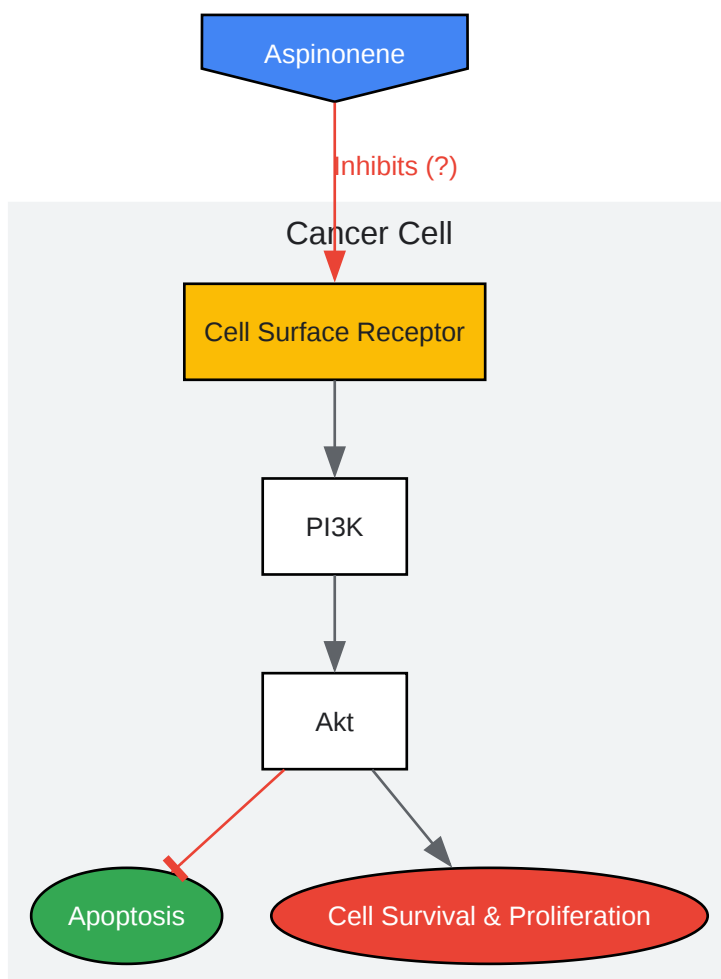 Aspinonene
Inhibits (?)
Cancer Cell
Cell Surface Receptor
PI3K
Akt
Apoptosis
Cell Survival & Proliferation